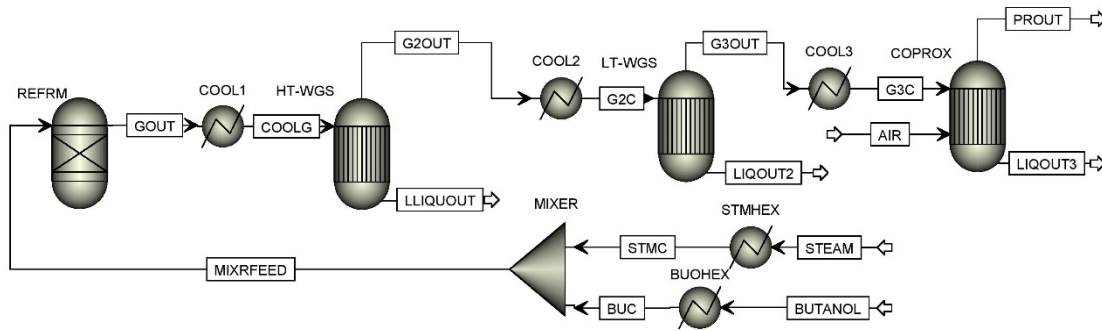 G2OUT
G3OUT
PROUT
COOL2
LT-WGS
COOL3
COPROX
REFRM
COOL1
HT-WGS
GOUT
COOLG
G2C
G3C
AIR
LLIQUOUT
LIQOUT2
LIQOUT3
MIXER
STMHEX
STMC
STEAM
MIXRFEED
BUOHEX
BUC
BUTANOL